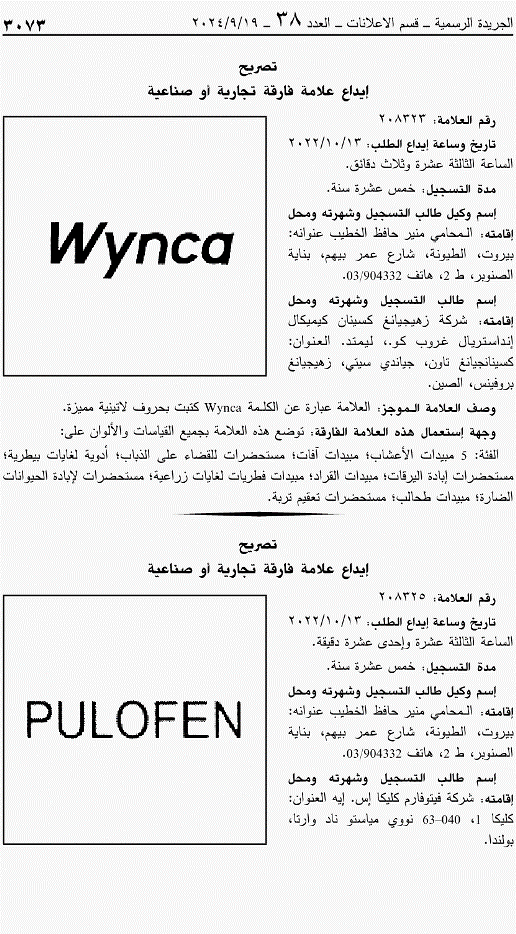 الجريدة الرسمية ــ قسم الاعلانات ــ العدد ٣٨ ــ ٢٠٢٤/٩/١٩
٣٠٧٣
تصريح
إيداع علامة فارقة تجارية أو صناعية
رقم العلامة: ٢٠٨٣٢٣
تاريخ وساعة إيداع الطلب: ٢٠٢٢/١٠/١٣
الساعة الثالثة عشرة وثلاث دقائق.
مدة التسجيل: خمس عشرة سنة.
إسم وكيل طالب التسجيل وشهرته ومحل
إقامته: المحامي منير حافظ الخطيب عنوانه:
بيروت، الطيونة، شارع عمر بيهم، بناية
الصنوبر، ط 2، هاتف 03/904332.
إسم طالب التسجيل وشهرته ومحل
إقامته: شركة زهيجيانغ كسينان كيميكال
إنداستريال غروب كو.، ليمتد. العنوان:
كسينانجيانغ تاون، جياندي سيتي، زهيجيانغ
بروفينس، الصين.
Wynca
وصف العلامة الموجز: العلامة عبارة عن الكلمة Wynca كتبت بحروف لاتينية مميزة.
وجهة إستعمال هذه العلامة الفارقة: توضع هذه العلامة بجميع القياسات والألوان على:
الفئة: 5 مبيدات الأعشاب؛ مبيدات آفات؛ مستحضرات للقضاء على الذباب؛ أدوية لغايات بيطرية؛
مستحضرات إبادة اليرقات؛ مبيدات القراد؛ مبيدات فطريات لغايات زراعية؛ مستحضرات لإبادة الحيوانات
الضارة؛ مبيدات طحالب؛ مستحضرات تعقيم تربة.
تصريح
إيداع علامة فارقة تجارية أو صناعية
رقم العلامة: ٢٠٨٣٢٥
تاريخ وساعة إيداع الطلب: ٢٠٢٢/١٠/١٣
الساعة الثالثة عشرة وإحدى عشرة دقيقة.
مدة التسجيل: خمس عشرة سنة.
إسم وكيل طالب التسجيل وشهرته ومحل
إقامته: المحامي منير حافظ الخطيب عنوانه:
بيروت، الطيونة، شارع عمر بيهم، بناية
الصنوبر، ط 2، هاتف 03/904332.
إسم طالب التسجيل وشهرته ومحل
إقامته: شركة فيتوفارم كليكا إس. إيه العنوان:
كليكا 1، 040–63 نووي مياستو ناد وارتا،
بولندا.
PULOFEN